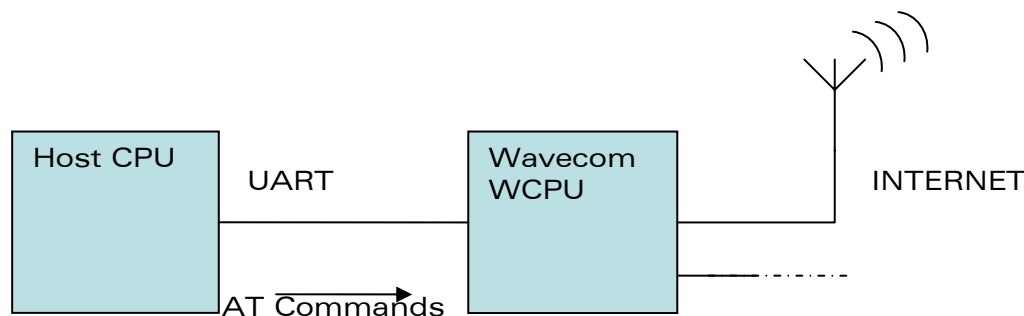 Host CPU
UART
Wavecom
WCPU
INTERNET
AT Commands